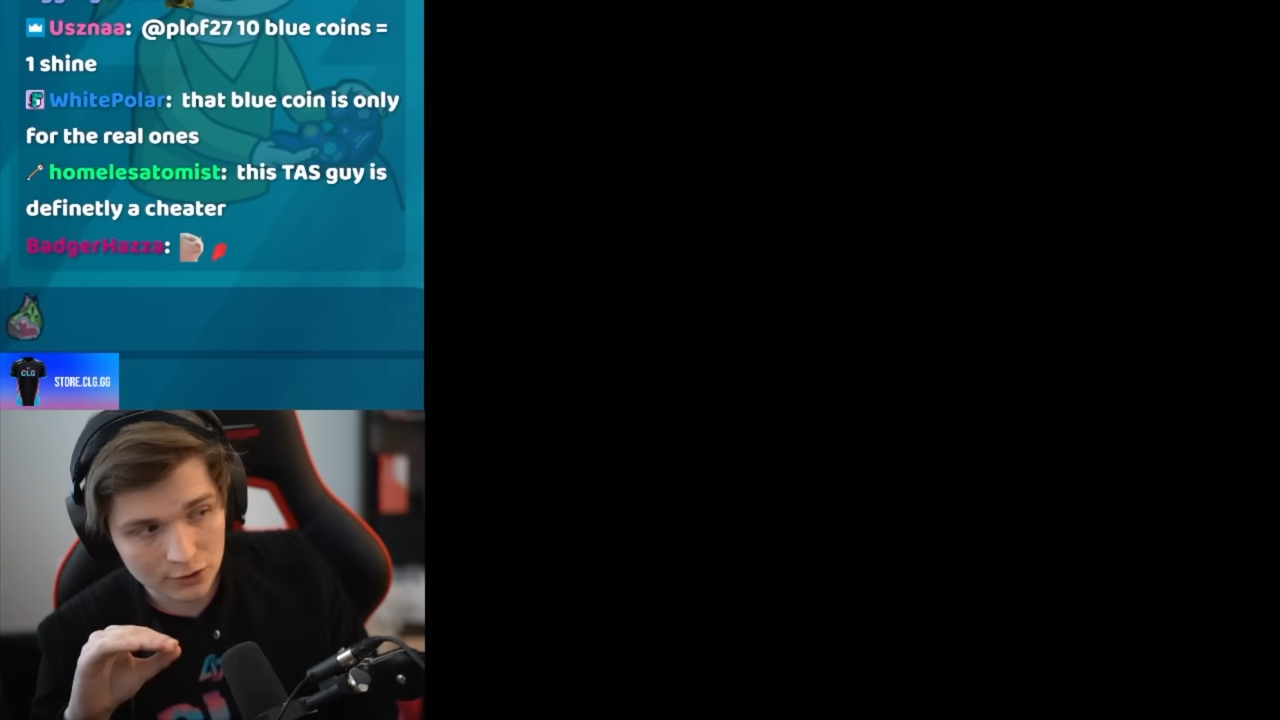 Usznaa: @plof27 10 blue coins =
1 shine
WhitePolar: that blue coin is only
for the real ones
homelesatomist: this TAS guy is
definetly a cheater
BadgerHazza:
CLG
STORE.CLG.GG